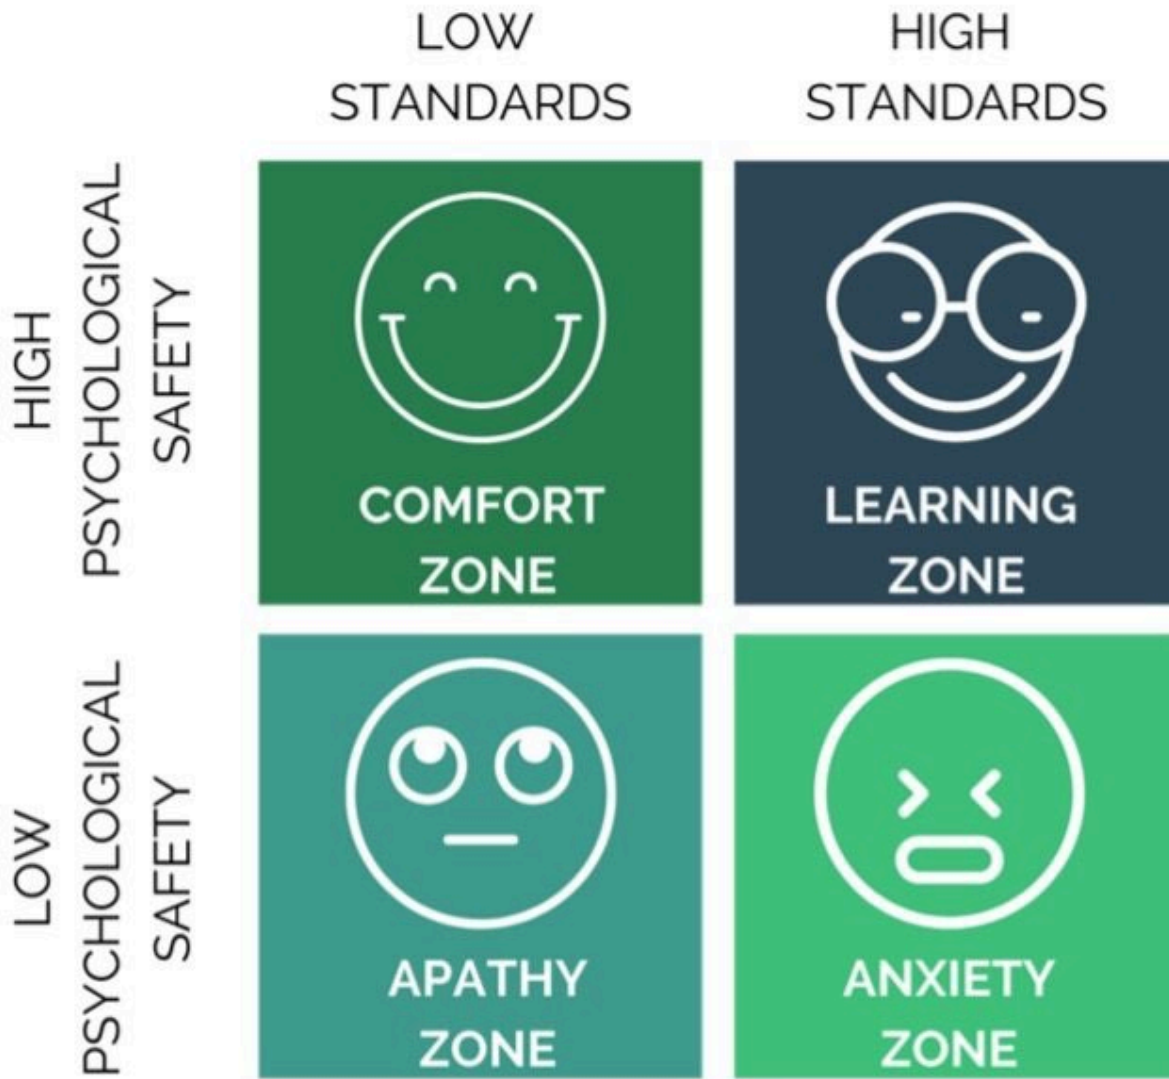 LOW
STANDARDS
HIGH
STANDARDS
HIGH
PSYCHOLOGICAL
SAFETY
COMFORT
ZONE
LEARNING
ZONE
LOW
PSYCHOLOGICAL
SAFETY
APATHY
ZONE
ANXIETY
ZONE